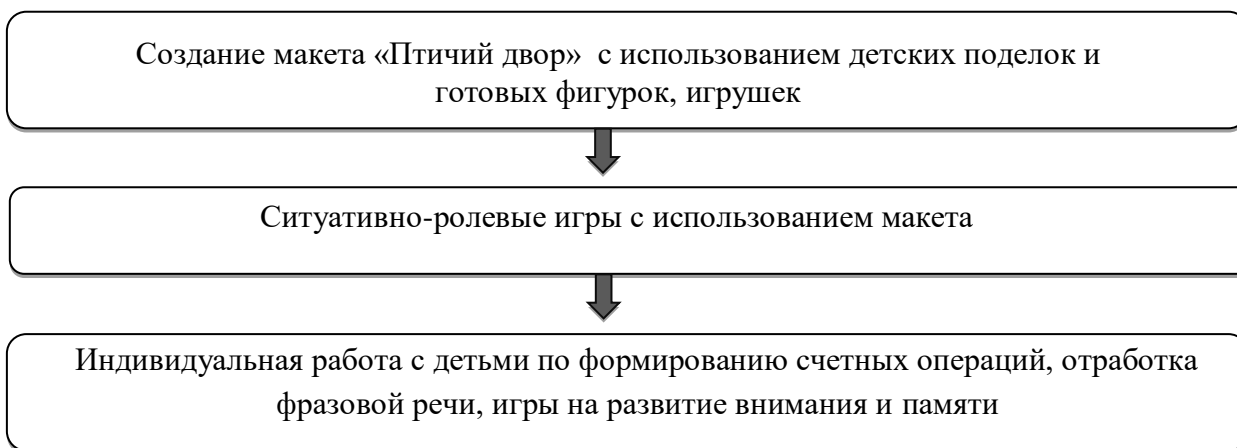 Создание макета «Птичий двор» с использованием детских поделок и
готовых фигурок, игрушек
Ситуативно-ролевые игры с использованием макета
Индивидуальная работа с детьми по формированию счетных операций, отработка
фразовой речи, игры на развитие внимания и памяти